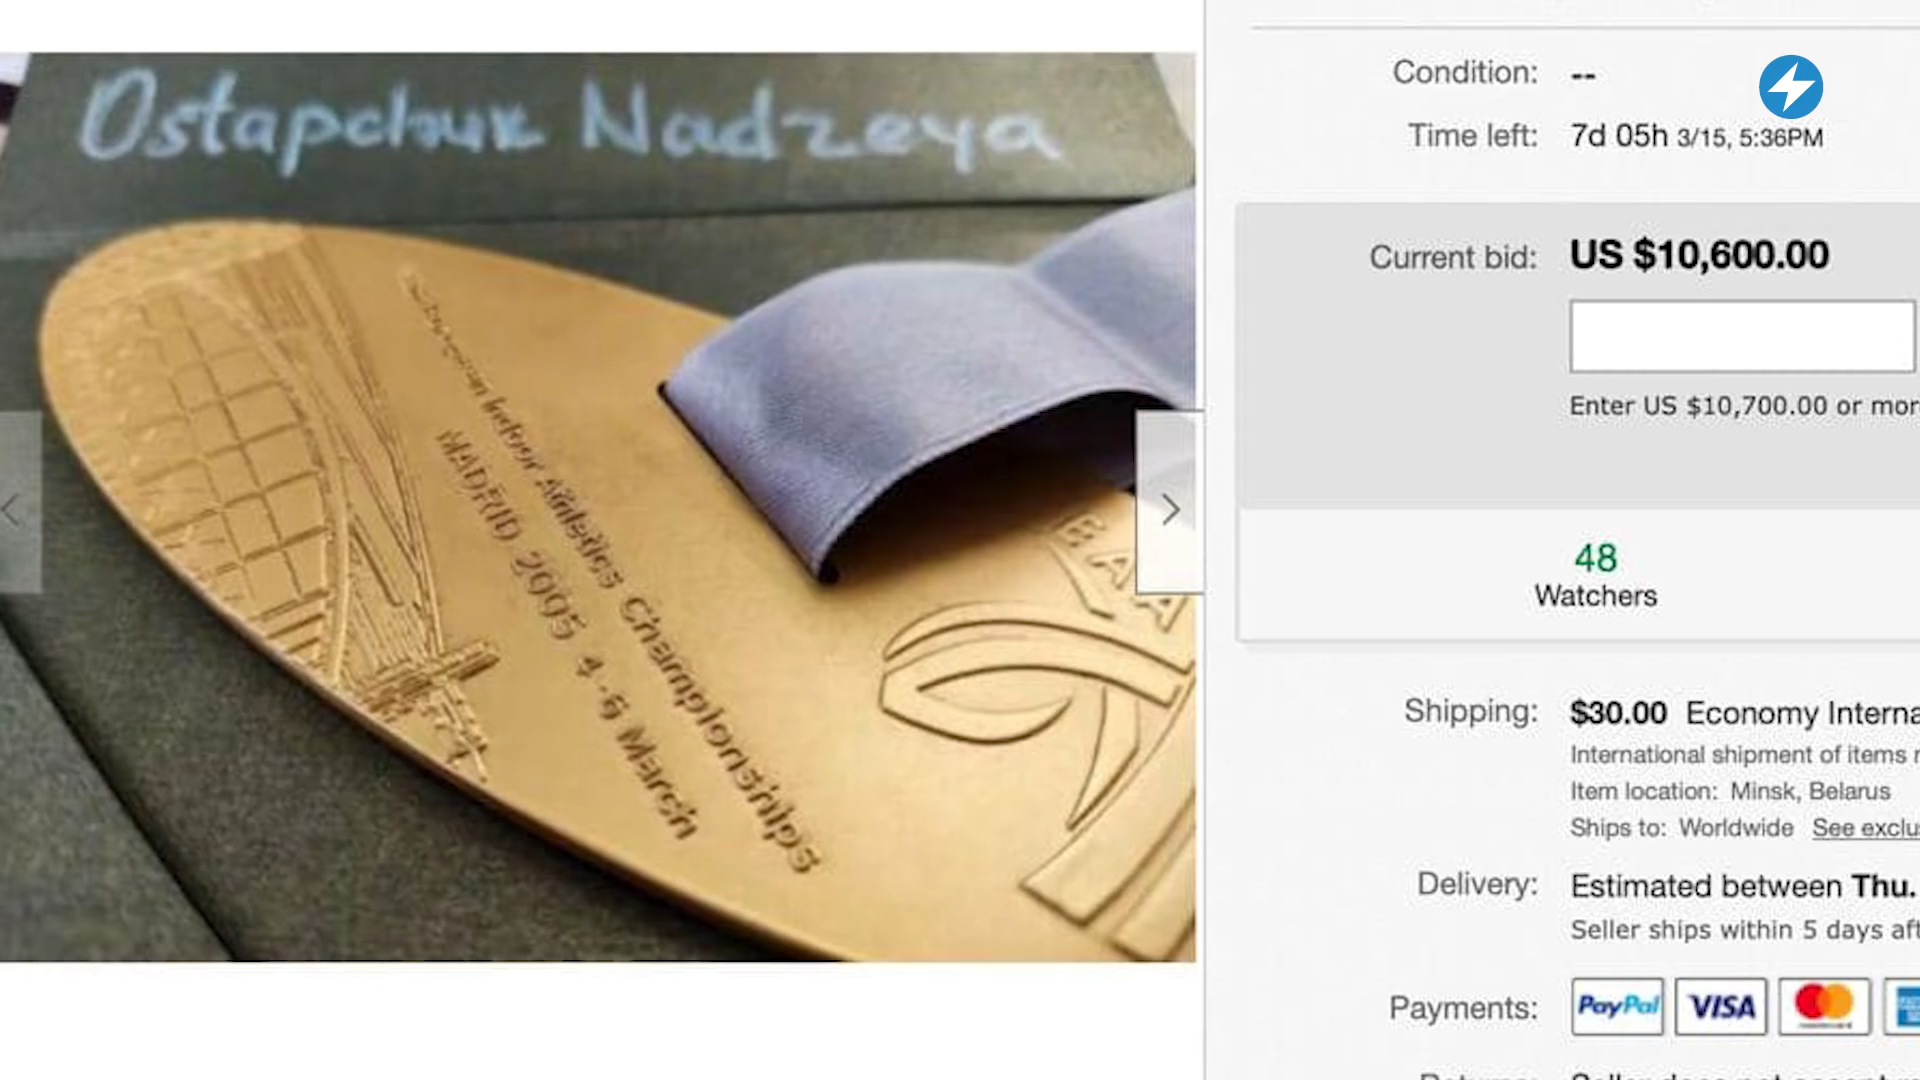 Ostapchuk Nadzeya
European Indoor Athletics Championships
MADRID 2005 4-6 March
EAA
Condition: --
Time left: 7d 05h 3/15, 5:36PM
Current bid: US $10,600.00
Enter US $10,700.00 or mor
48
Watchers
Shipping: $30.00 Economy Interna
International shipment of items
Item location: Minsk, Belarus
Ships to: Worldwide See exclu
Delivery: Estimated between Thu.
Seller ships within 5 days aft
Payments: PayPal VISA mastercard